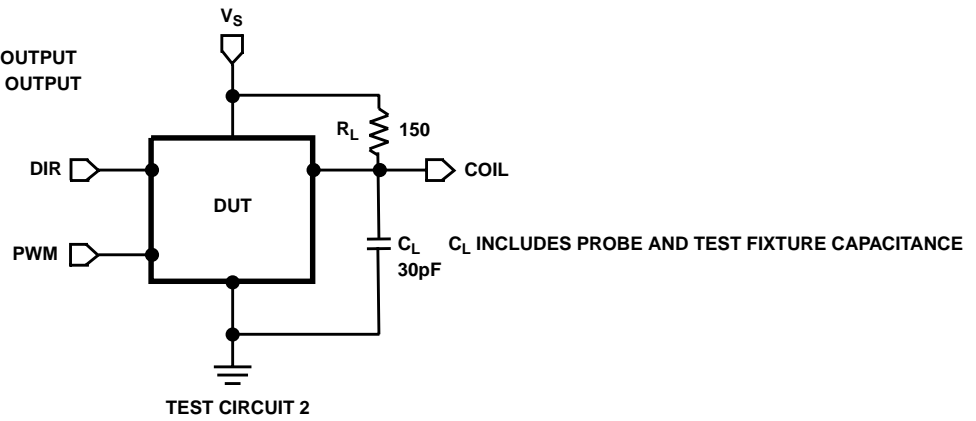 VS
OUTPUT
OUTPUT
RL 150
DIR
COIL
DUT
PWM
CL CL INCLUDES PROBE AND TEST FIXTURE CAPACITANCE
30pF
TEST CIRCUIT 2